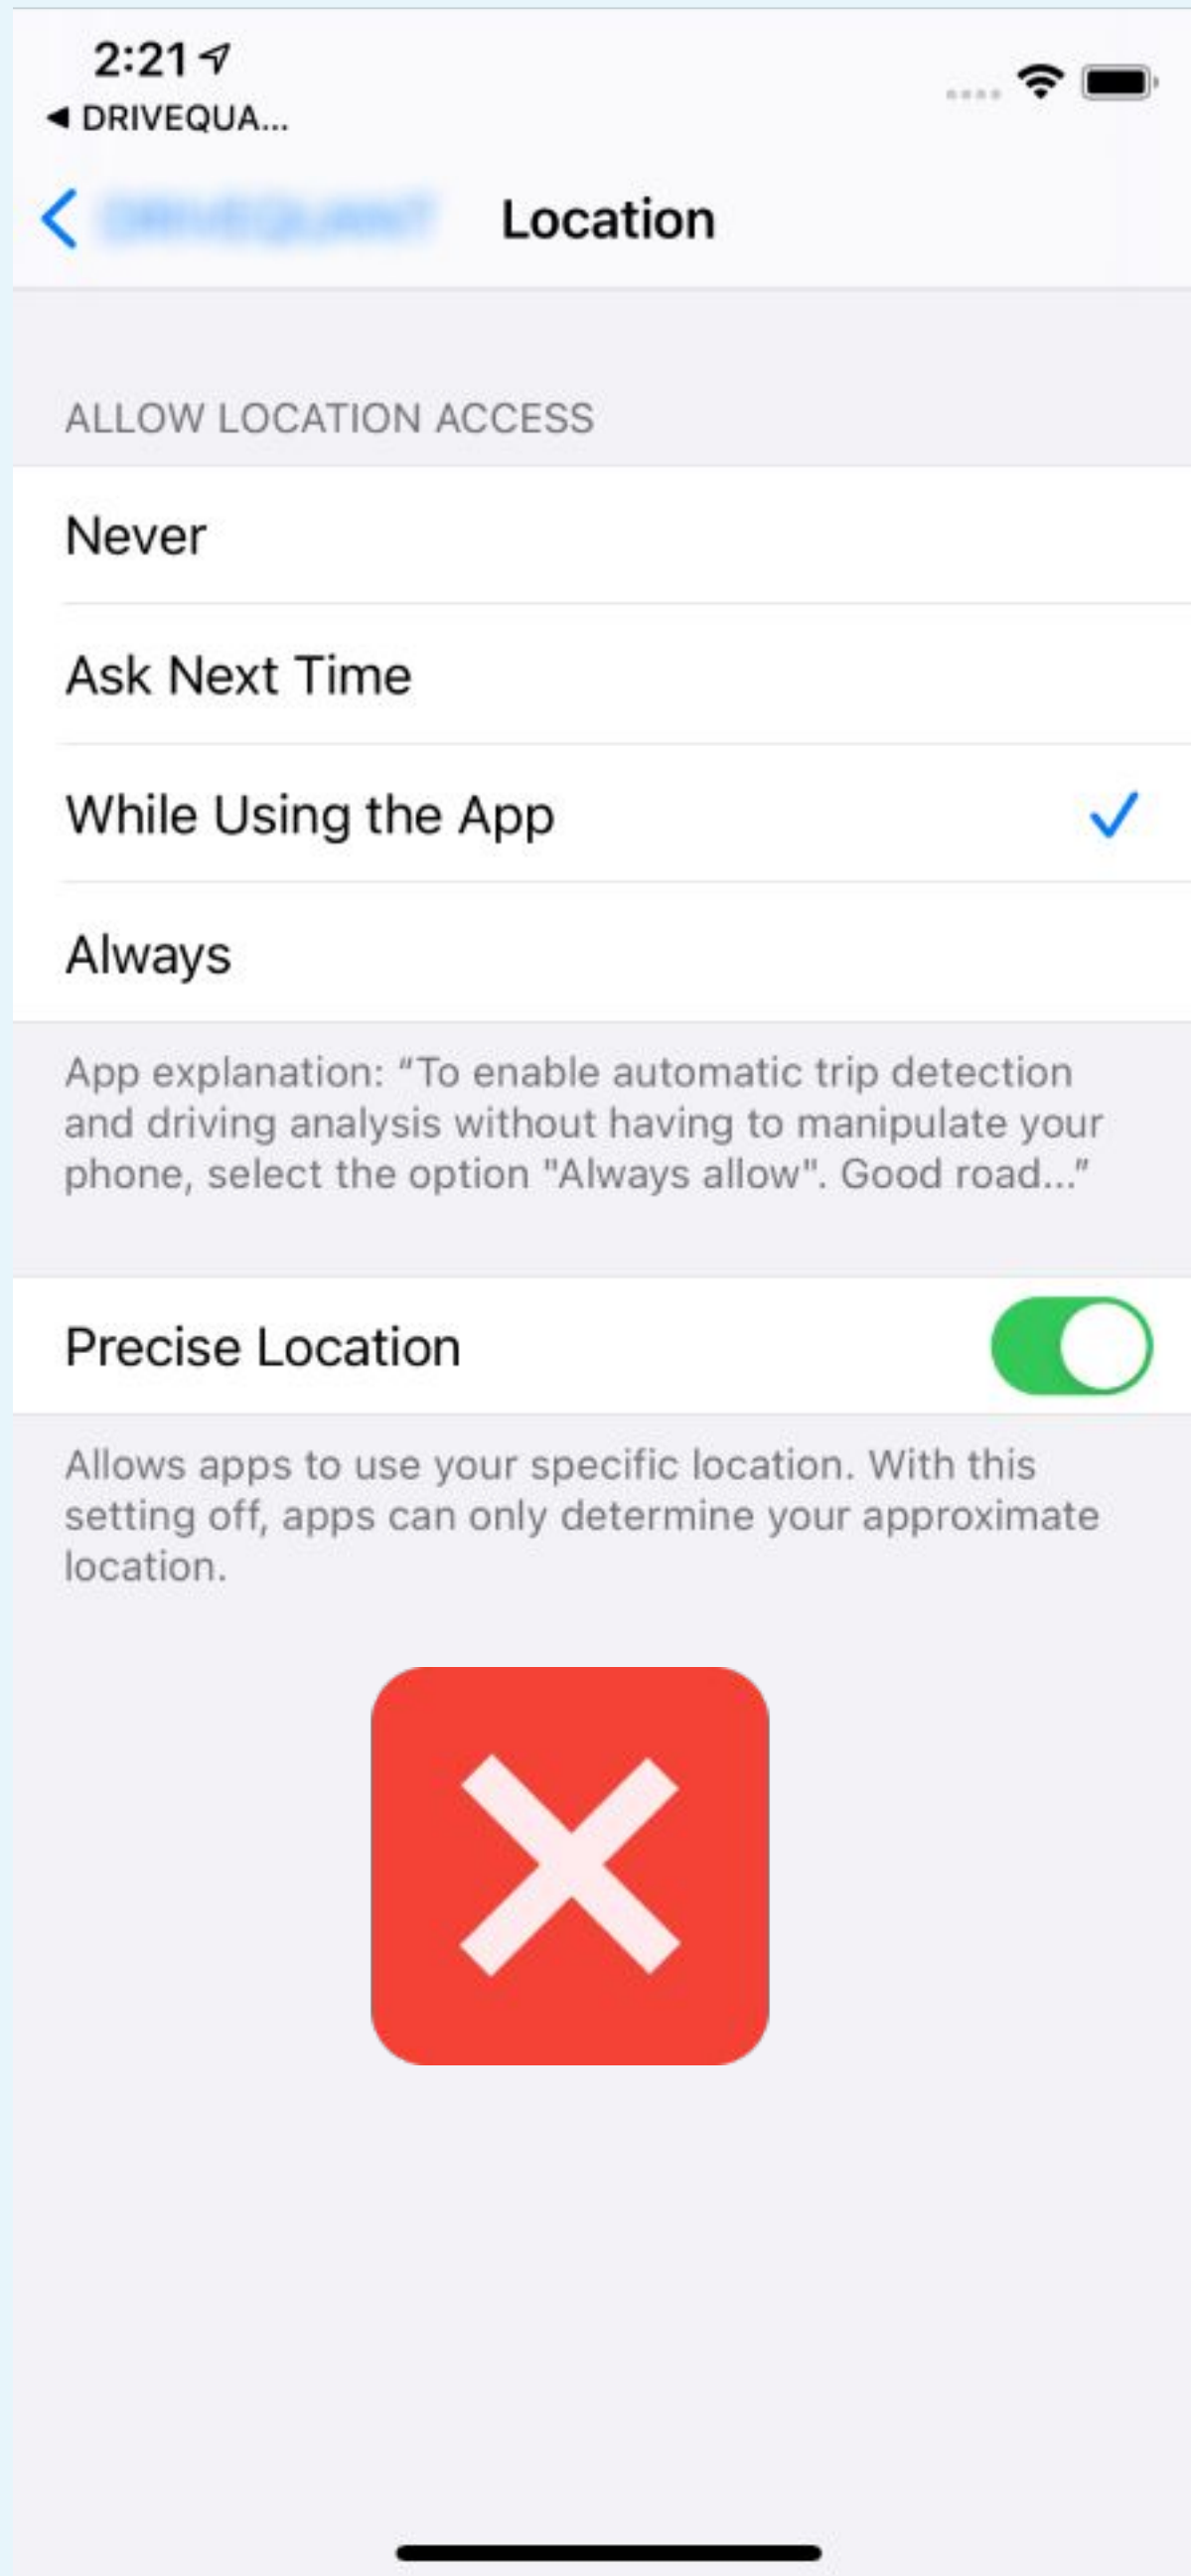 2:21
◀ DRIVEQUA...
Location
ALLOW LOCATION ACCESS
Never
Ask Next Time
While Using the App
Always
App explanation: “To enable automatic trip detection
and driving analysis without having to manipulate your
phone, select the option "Always allow". Good road...”
Precise Location
Allows apps to use your specific location. With this
setting off, apps can only determine your approximate
location.